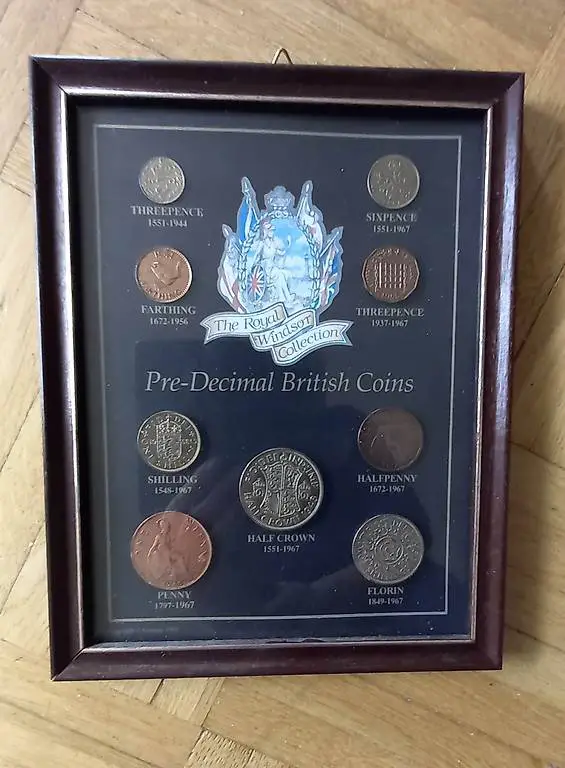 THREEPENCE
1551-1944
SIXPENCE
1551-1967
FARTHING
1672-1956
THREEPENCE
1937-1967
The Royal
Windsor
Collection
Pre-Decimal British Coins
SHILLING
1548-1967
HALFPENNY
1672-1967
HALF CROWN
1551-1967
PENNY
1797-1967
FLORIN
1849-1967